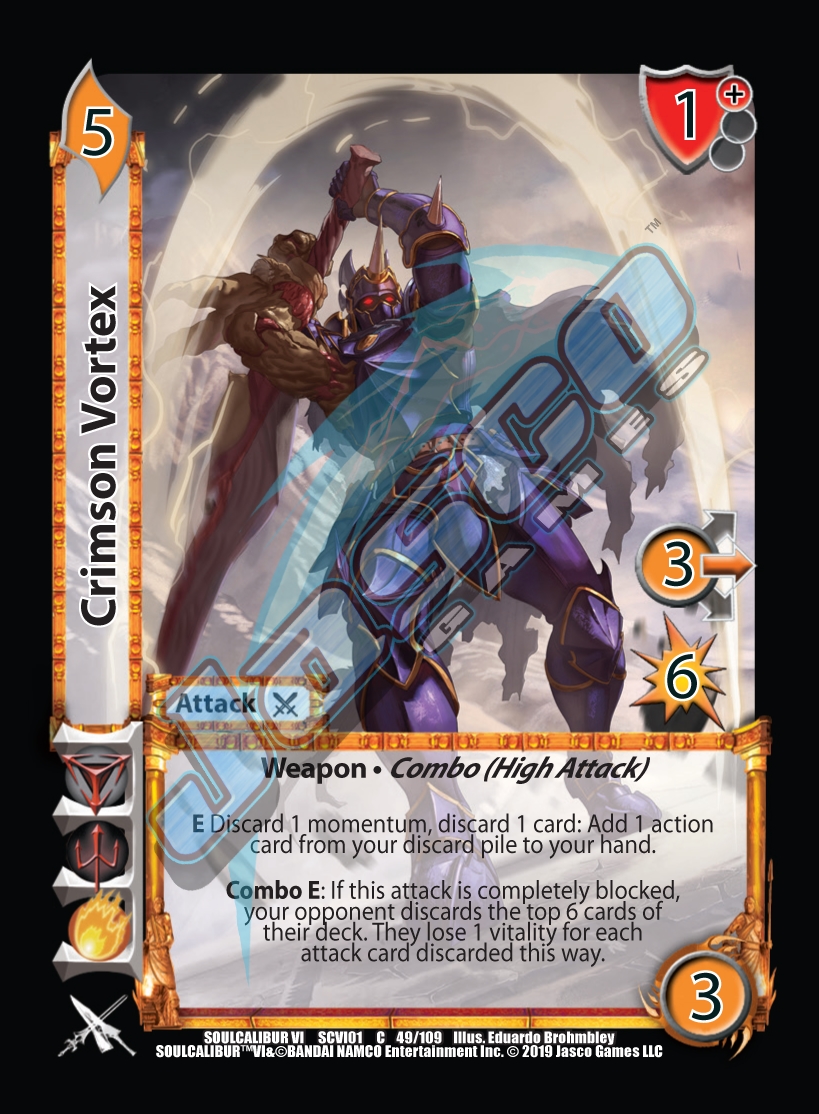 5
1 +
Crimson Vortex
TM
JASCO
GAMES
3
6
Attack
Weapon • Combo (High Attack)
E Discard 1 momentum, discard 1 card: Add 1 action
card from your discard pile to your hand.
Combo E: If this attack is completely blocked,
your opponent discards the top 6 cards of
their deck. They lose 1 vitality for each
attack card discarded this way.
3
SOULCALIBUR VI SCVI01 C 49/109 Illus. Eduardo Brohmbley
SOULCALIBUR™VI&©BANDAI NAMCO Entertainment Inc. © 2019 Jasco Games LLC